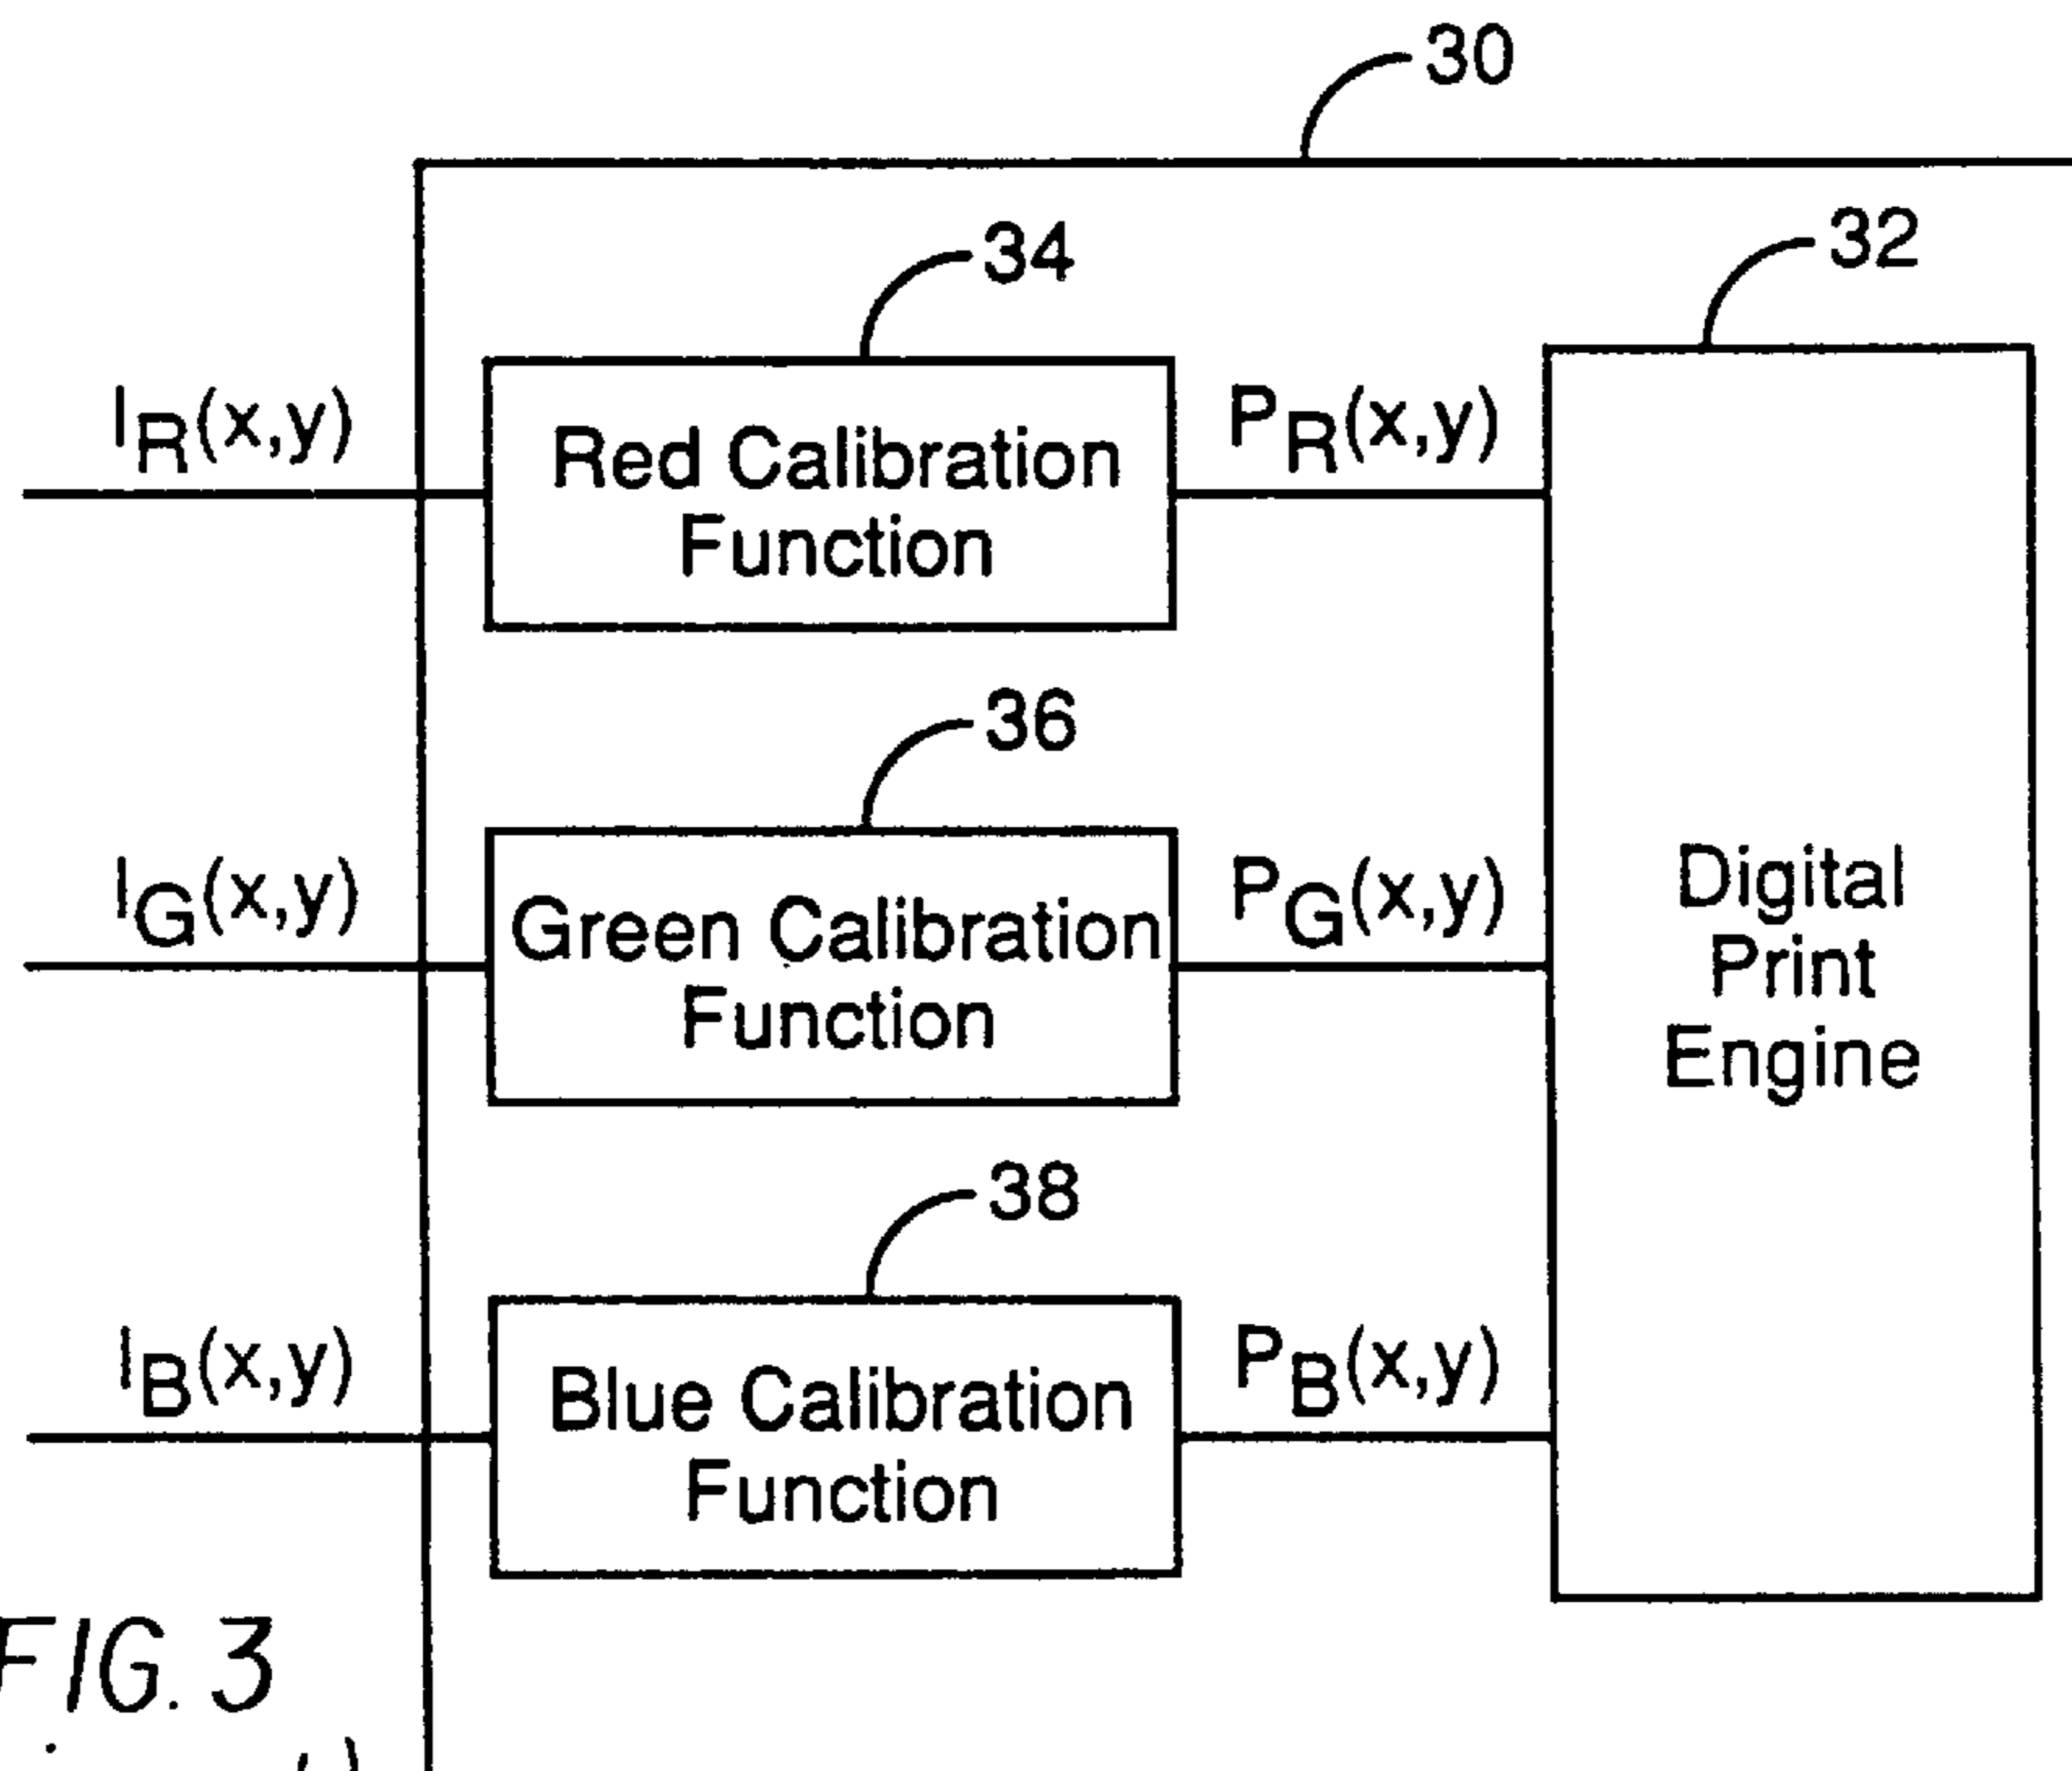 30
34
32
I_R(x,y)
Red Calibration
Function
P_R(x,y)
36
I_G(x,y)
Green Calibration
Function
P_G(x,y)
Digital
Print
Engine
38
I_B(x,y)
Blue Calibration
Function
P_B(x,y)
FIG. 3